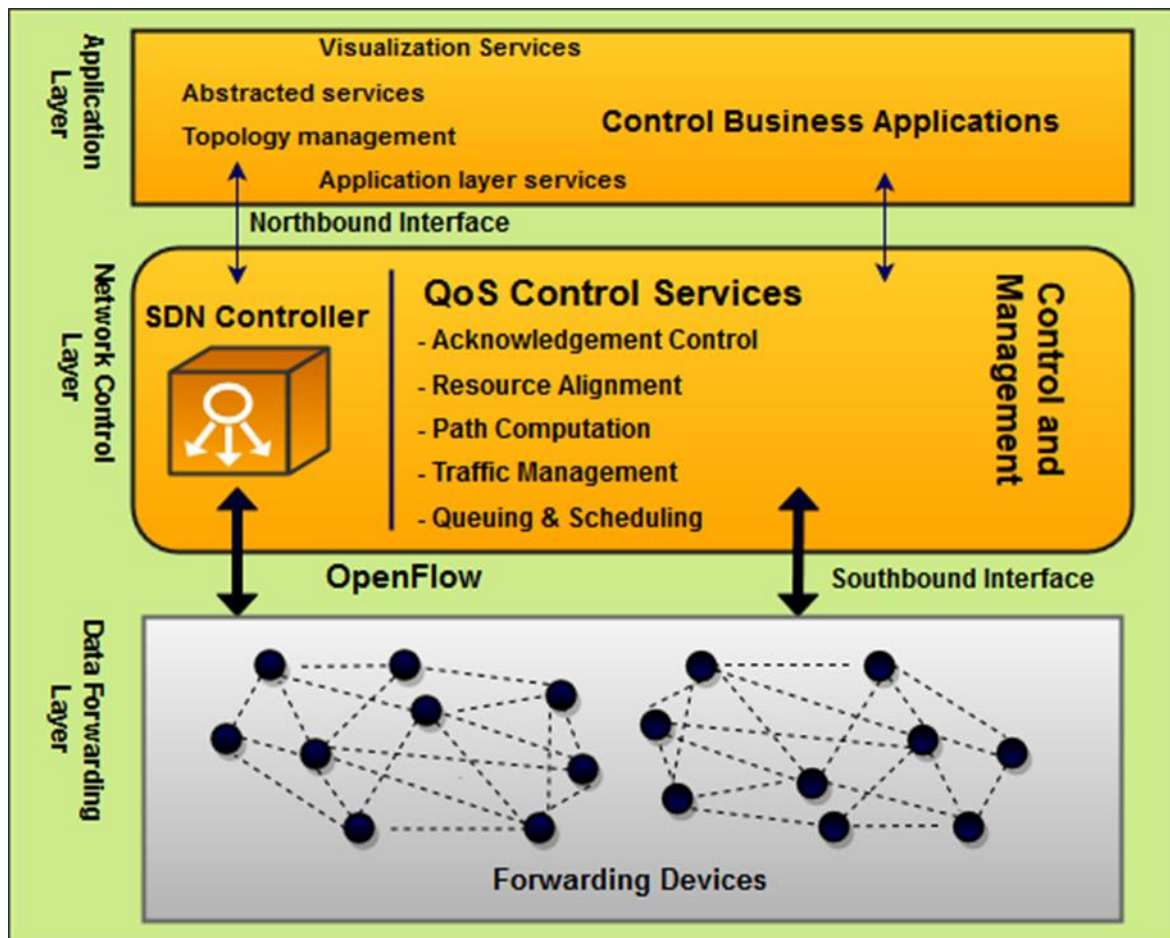 Application
Layer
Visualization Services
Abstracted services
Topology management
Control Business Applications
Application layer services
Northbound Interface
Network Control
Layer
SDN Controller
QoS Control Services
- Acknowledgement Control
- Resource Alignment
- Path Computation
- Traffic Management
- Queuing & Scheduling
Control and
Management
OpenFlow
Southbound Interface
Data Forwarding
Layer
Forwarding Devices